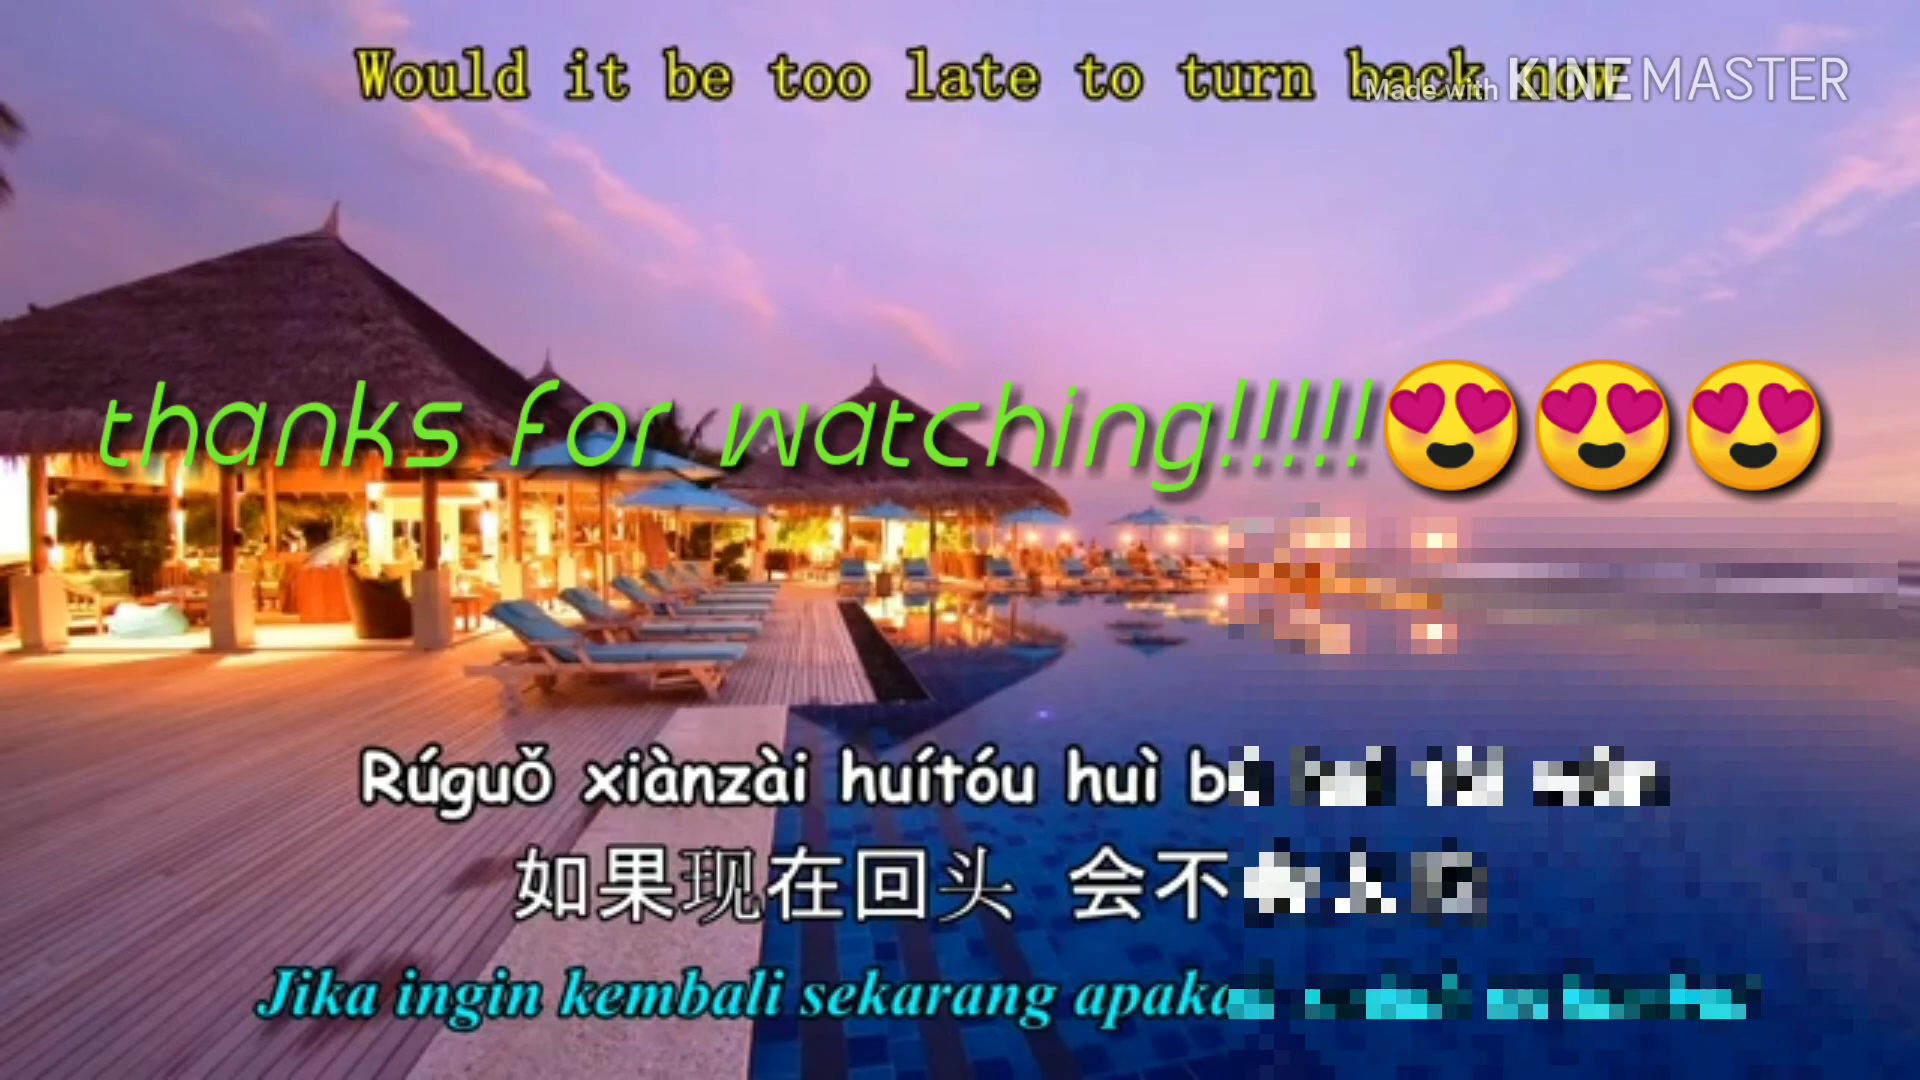 Would it be too late to turn back now
Made with KINEMASTER
thanks for watching!!!!!😍😍😍
Rúguǒ xiànzài huítóu huì
如果现在回头 会不
Jika ingin kembali sekarang